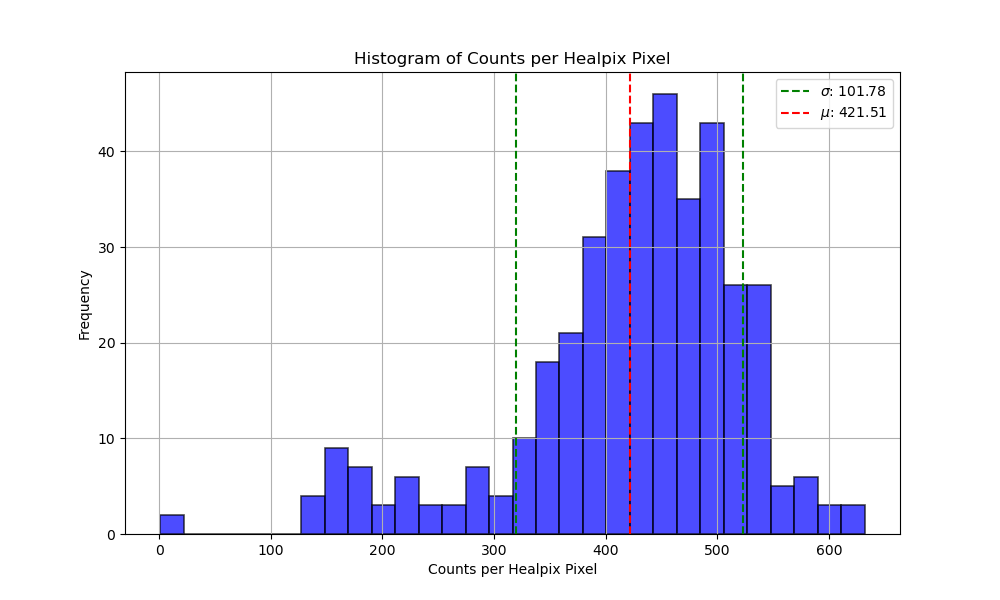 Histogram of Counts per Healpix Pixel
σ: 101.78
μ: 421.51
Frequency
40
30
20
10
0
0 100 200 300 400 500 600
Counts per Healpix Pixel